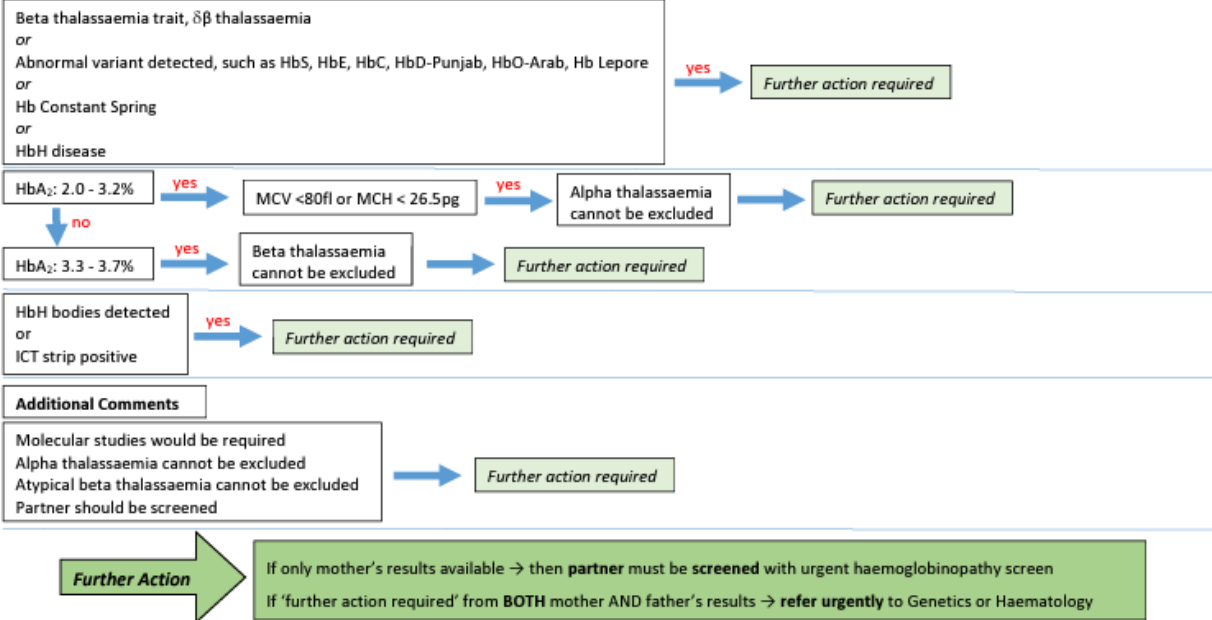 Beta thalassaemia trait, δβ thalassaemia
or
Abnormal variant detected, such as HbS, HbE, HbC, HbD-Punjab, HbO-Arab, Hb Lepore
or
Hb Constant Spring
or
HbH disease
yes
Further action required
HbA₂: 2.0 - 3.2%
yes
MCV <80fl or MCH < 26.5pg
yes
Alpha thalassaemia
cannot be excluded
Further action required
no
HbA₂: 3.3 - 3.7%
yes
Beta thalassaemia
cannot be excluded
Further action required
HbH bodies detected
or
ICT strip positive
yes
Further action required
Additional Comments
Molecular studies would be required
Alpha thalassaemia cannot be excluded
Atypical beta thalassaemia cannot be excluded
Partner should be screened
Further action required
Further Action
If only mother's results available → then partner must be screened with urgent haemoglobinopathy screen
If 'further action required' from BOTH mother AND father's results → refer urgently to Genetics or Haematology